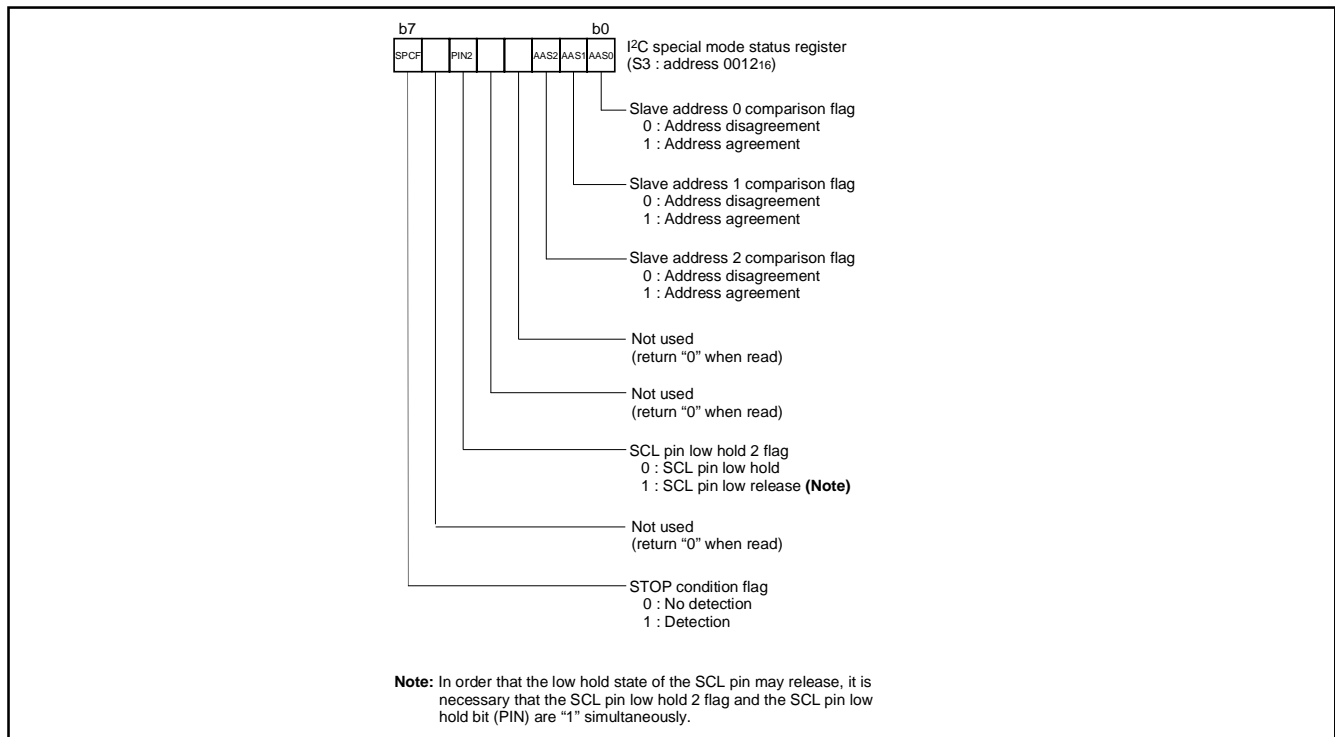 b7 b0
SPCF PIN2 AAS2 AAS1 AAS0
I2C special mode status register
(S3 : address 001216)
Slave address 0 comparison flag
0 : Address disagreement
1 : Address agreement
Slave address 1 comparison flag
0 : Address disagreement
1 : Address agreement
Slave address 2 comparison flag
0 : Address disagreement
1 : Address agreement
Not used
(return “0” when read)
Not used
(return “0” when read)
SCL pin low hold 2 flag
0 : SCL pin low hold
1 : SCL pin low release (Note)
Not used
(return “0” when read)
STOP condition flag
0 : No detection
1 : Detection
Note: In order that the low hold state of the SCL pin may release, it is
necessary that the SCL pin low hold 2 flag and the SCL pin low
hold bit (PIN) are “1” simultaneously.